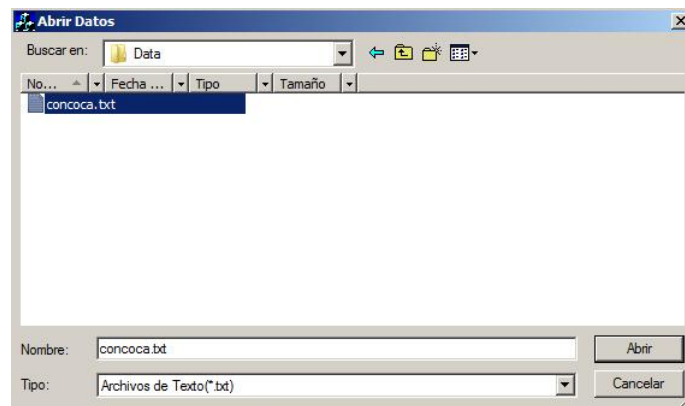 Abrir Datos
Buscar en: Data
No... Fecha ... Tipo Tamaño
concoca.txt
Nombre: concoca.txt Abrir
Tipo: Archivos de Texto(*.txt) Cancelar